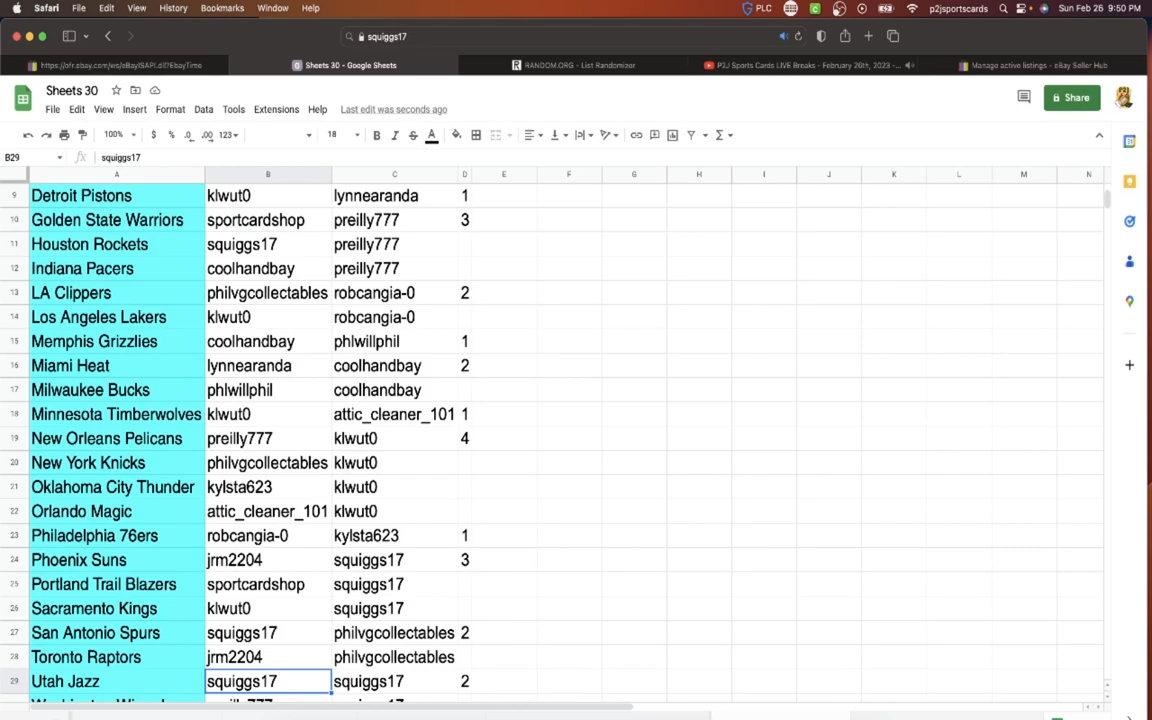 Safari File Edit View History Bookmarks Window Help PLC p2jsportscards Sun Feb 26 9:50 PM
squiggs17
https://ofr.ebay.com/ws/eBayISAPI.dll?EbayTime Sheets 30 - Google Sheets RANDOM.ORG - List Randomizer P2J Sports Cards LIVE Breaks - February 26th, 2023 -... Manage active listings - eBay Seller Hub
Sheets 30
File Edit View Insert Format Data Tools Extensions Help Last edit was seconds ago Share
100% $ % .0 .00 123 18 B I S A
B29 fx squiggs17
A B C D E F G H I J K L M N
9 Detroit Pistons klwut0 lynnearanda 1
10 Golden State Warriors sportcardshop preilly777 3
11 Houston Rockets squiggs17 preilly777
12 Indiana Pacers coolhandbay preilly777
13 LA Clippers philvgcollectables robcangia-0 2
14 Los Angeles Lakers klwut0 robcangia-0
15 Memphis Grizzlies coolhandbay phlwillphil 1
16 Miami Heat lynnearanda coolhandbay 2
17 Milwaukee Bucks phlwillphil coolhandbay
18 Minnesota Timberwolves klwut0 attic_cleaner_101 1
19 New Orleans Pelicans preilly777 klwut0 4
20 New York Knicks philvgcollectables klwut0
21 Oklahoma City Thunder kylsta623 klwut0
22 Orlando Magic attic_cleaner_101 klwut0
23 Philadelphia 76ers robcangia-0 kylsta623 1
24 Phoenix Suns jrm2204 squiggs17 3
25 Portland Trail Blazers sportcardshop squiggs17
26 Sacramento Kings klwut0 squiggs17
27 San Antonio Spurs squiggs17 philvgcollectables 2
28 Toronto Raptors jrm2204 philvgcollectables
29 Utah Jazz squiggs17 squiggs17 2